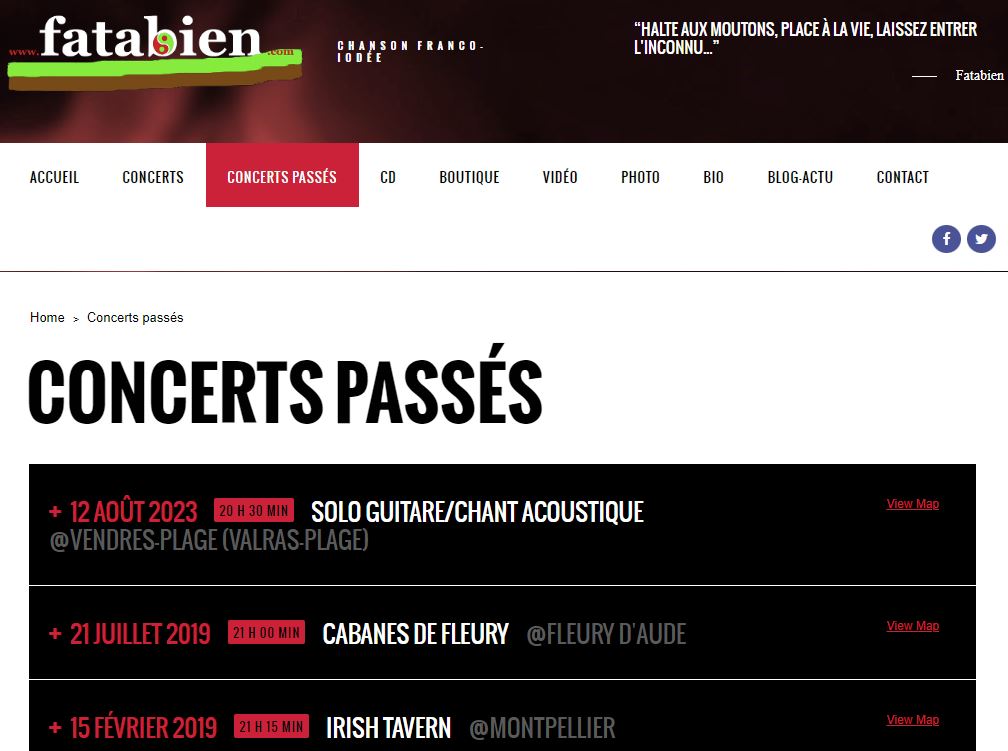 www.fatabien.com
CHANSON FRANCO-
IODÉE
“HALTE AUX MOUTONS, PLACE À LA VIE, LAISSEZ ENTRER
L'INCONNU...”
Fatabien
ACCUEIL CONCERTS CONCERTS PASSÉS CD BOUTIQUE VIDÉO PHOTO BIO BLOG-ACTU CONTACT
Home > Concerts passés
CONCERTS PASSÉS
+ 12 AOÛT 2023 20 H 30 MIN SOLO GUITARE/CHANT ACOUSTIQUE View Map
@VENDRES-PLAGE (VALRAS-PLAGE)
+ 21 JUILLET 2019 21 H 00 MIN CABANES DE FLEURY @FLEURY D'AUDE View Map
+ 15 FÉVRIER 2019 21 H 15 MIN IRISH TAVERN @MONTPELLIER View Map